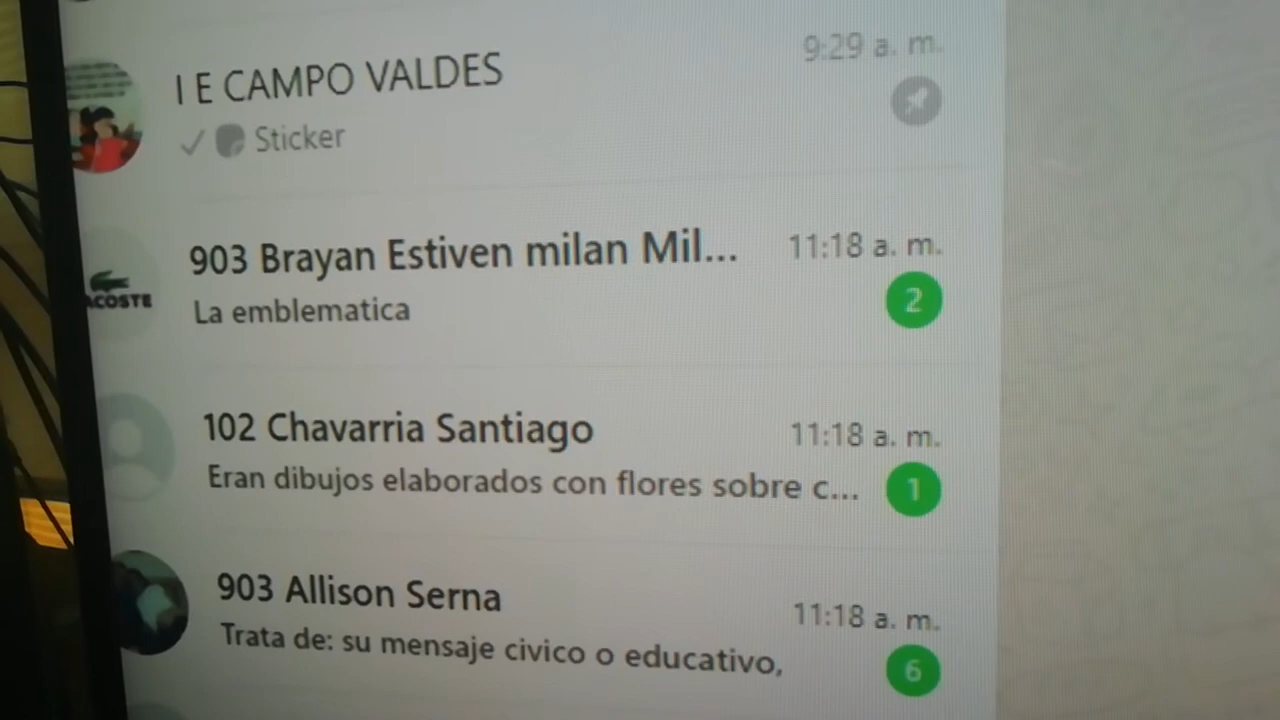 I E CAMPO VALDES
9:29 a. m.
Sticker
903 Brayan Estiven milan Mil...
11:18 a. m.
ACOSTE
La emblematica
2
102 Chavarria Santiago
11:18 a. m.
Eran dibujos elaborados con flores sobre c...
1
903 Allison Serna
11:18 a. m.
Trata de: su mensaje civico o educativo,
6